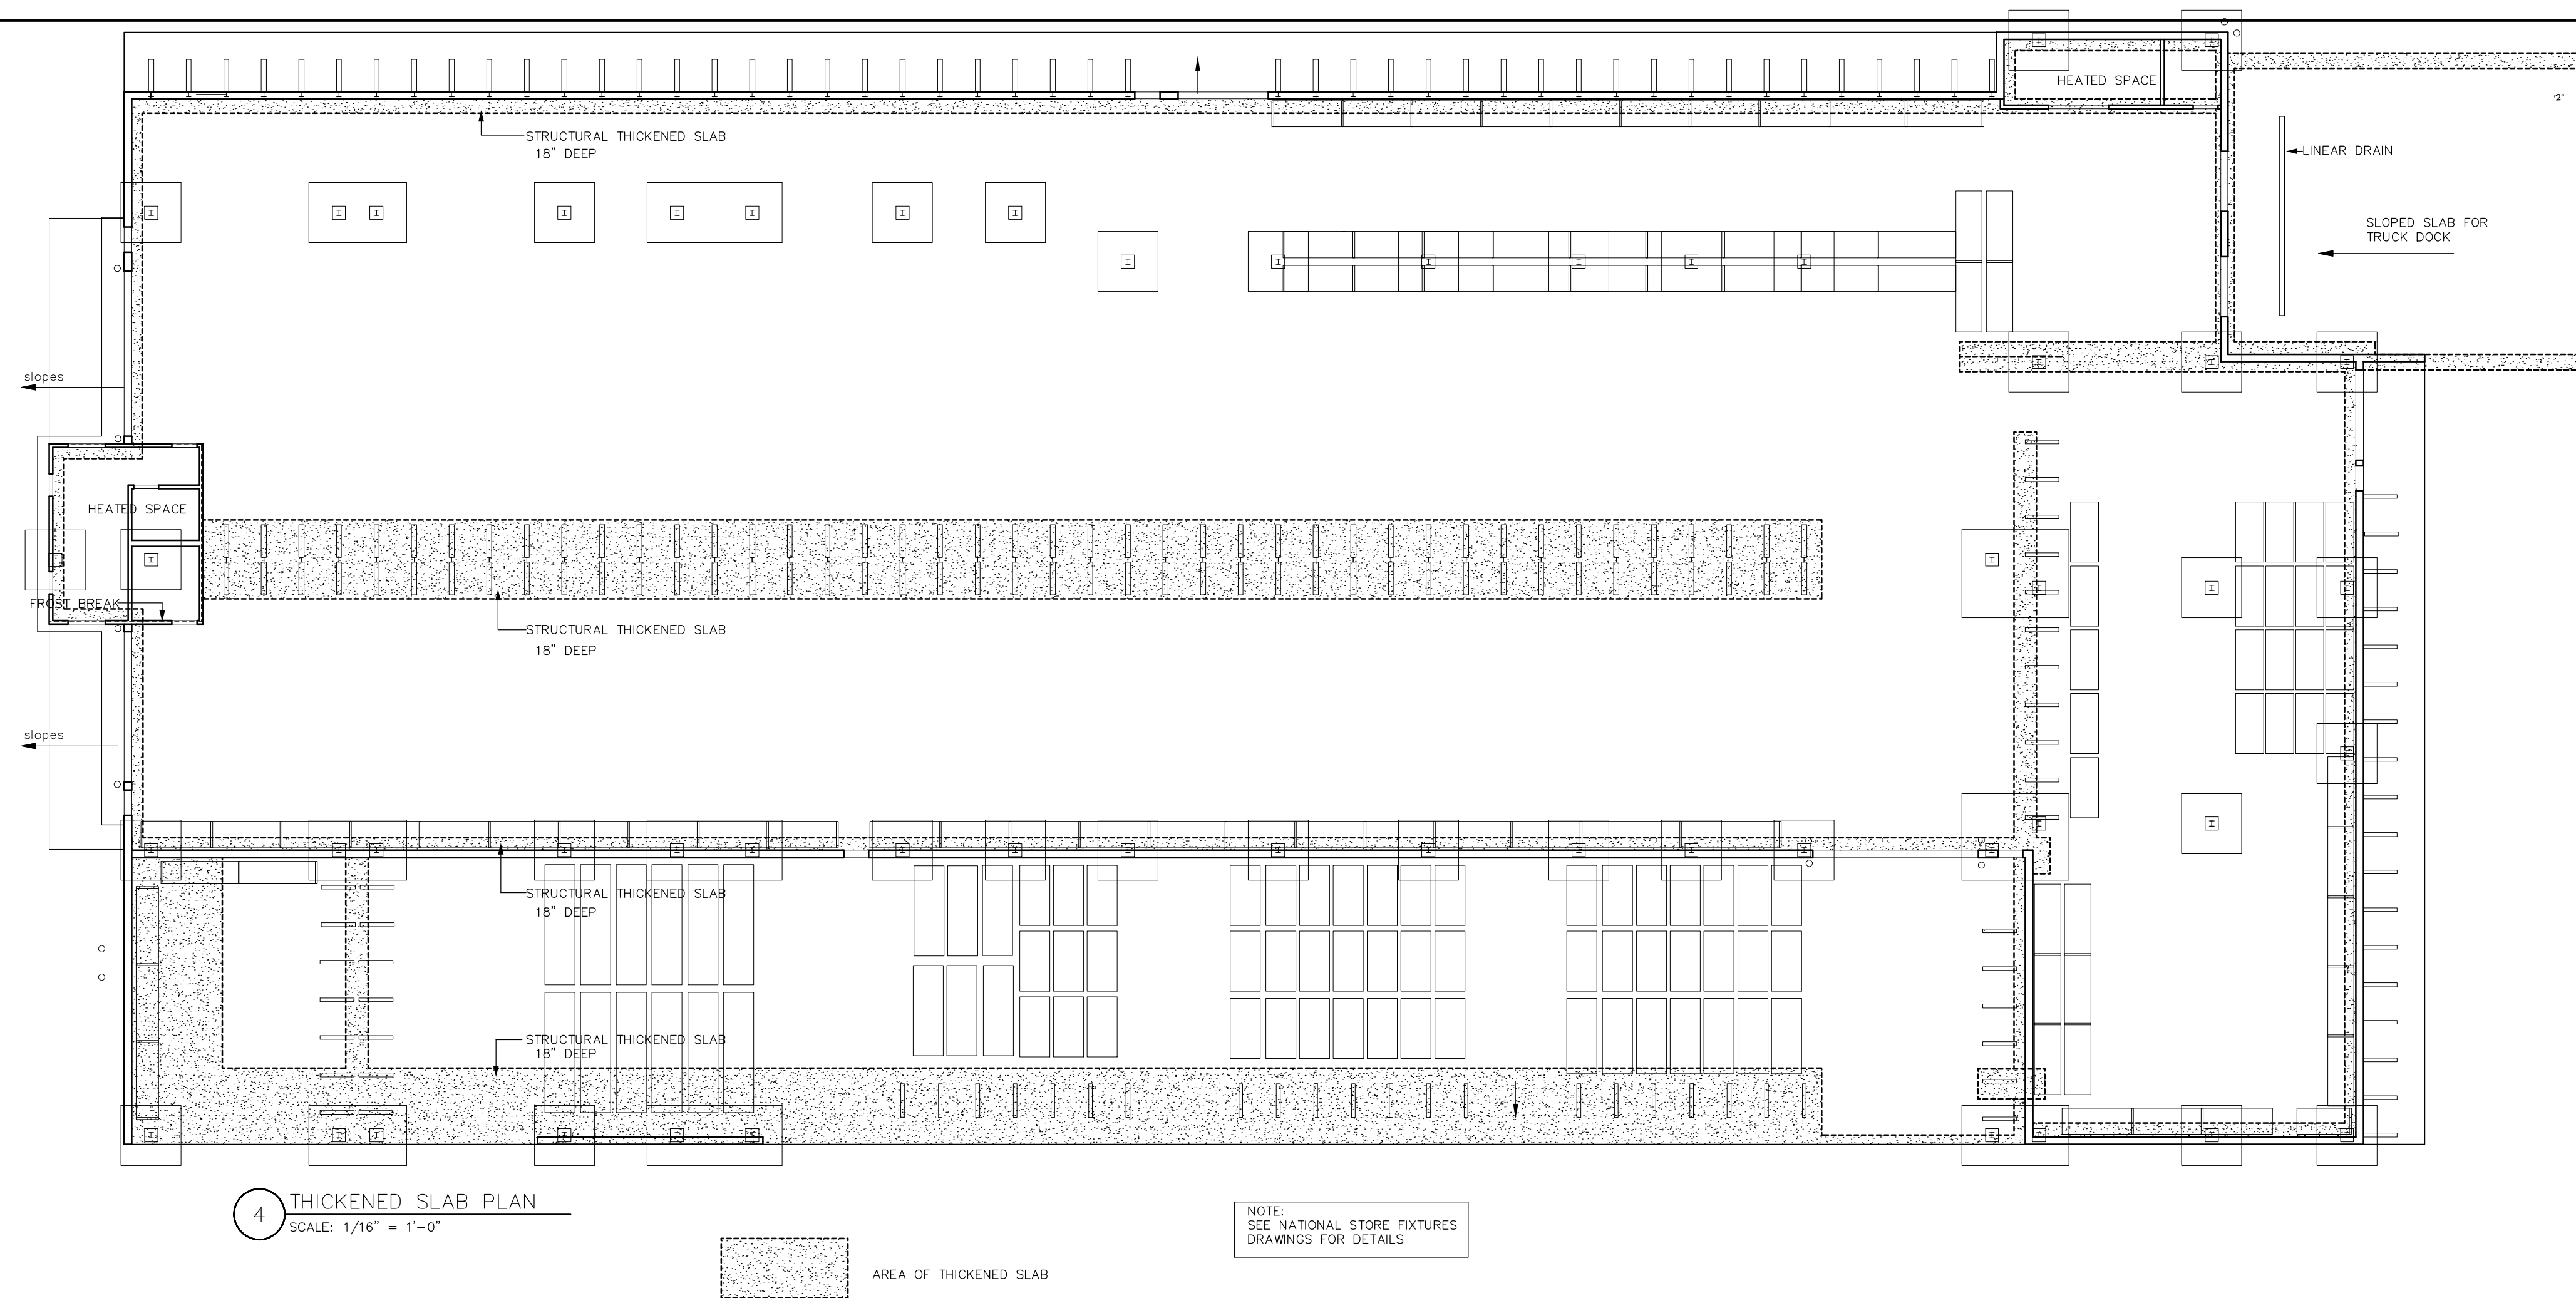 HEATED SPACE
2"
STRUCTURAL THICKENED SLAB
18" DEEP
LINEAR DRAIN
SLOPED SLAB FOR
TRUCK DOCK
slopes
HEATED SPACE
FROST BREAK
STRUCTURAL THICKENED SLAB
18" DEEP
slopes
STRUCTURAL THICKENED SLAB
18" DEEP
STRUCTURAL THICKENED SLAB
18" DEEP
4
THICKENED SLAB PLAN
SCALE: 1/16" = 1'-0"
NOTE:
SEE NATIONAL STORE FIXTURES
DRAWINGS FOR DETAILS
AREA OF THICKENED SLAB